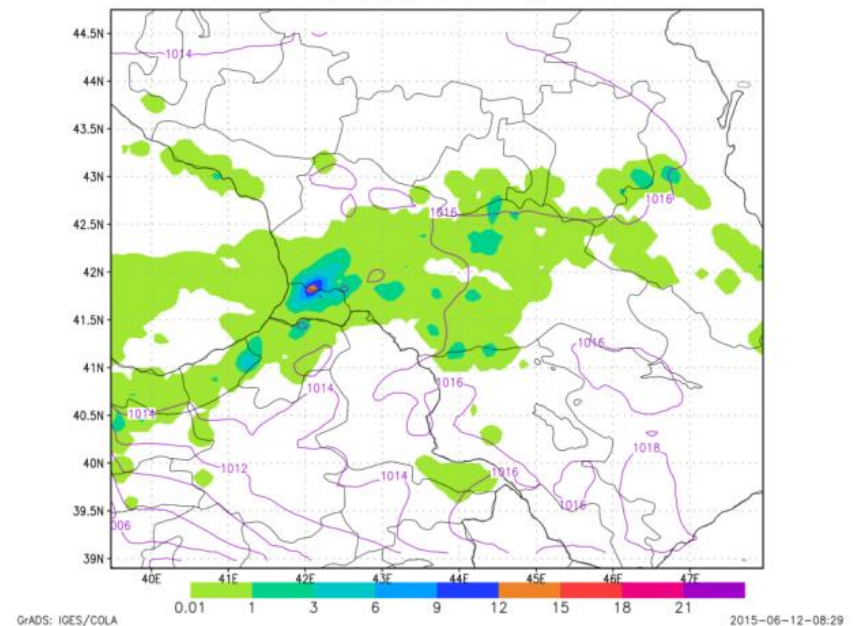 44.5N
1014
44N
43.5N
43N
1016
1016
42.5N
42N
41.5N
1016
41N
1016
1014
40.5N
1014
1018
40N
1012
1014
1016
1016
39.5N
006
39N
40E 41E 42E 43E 44E 45E 46E 47E
0.01 1 3 6 9 12 15 18 21
GrADS: IGES/COLA 2015-06-12-08:29